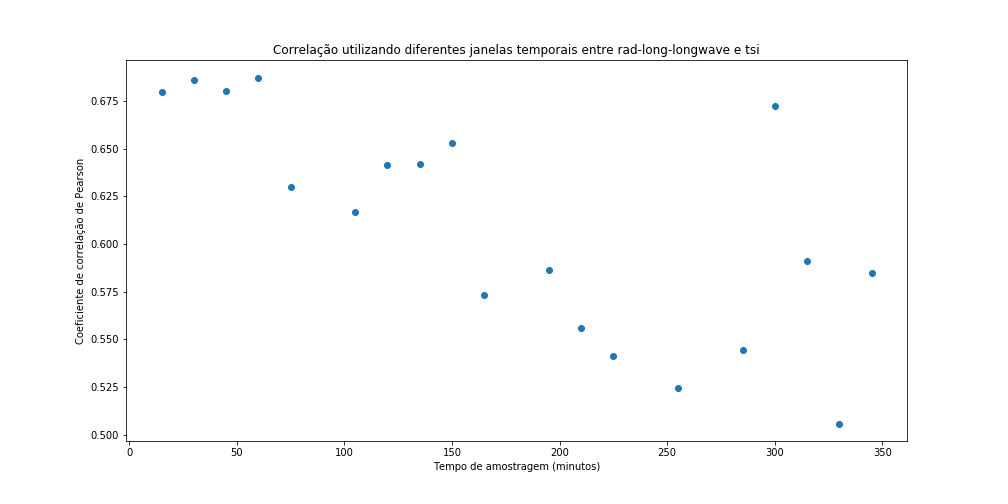 Correlação utilizando diferentes janelas temporais entre rad-long-longwave e tsi
Coeficiente de correlação de Pearson
0.675
0.650
0.625
0.600
0.575
0.550
0.525
0.500
0 50 100 150 200 250 300 350
Tempo de amostragem (minutos)